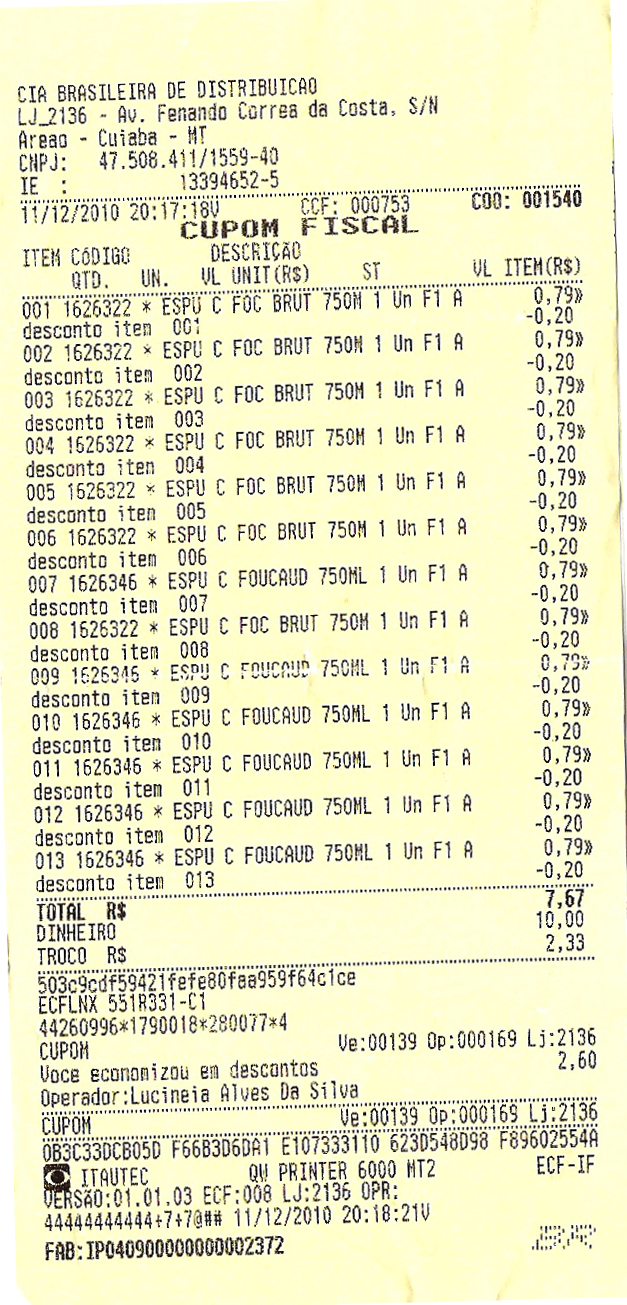 CIA BRASILEIRA DE DISTRIBUICAO
LJ_2136 - Av. Fenando Correa da Costa, S/N
Areao - Cuiaba - MT
CNPJ: 47.508.411/1559-40
IE : 13394652-5
11/12/2010 20:17:18V CCF: 000753 COO: 001540
CUPOM FISCAL
ITEM CÓDIGO DESCRIÇÃO
QTD. UN. VL UNIT(R$) ST VL ITEM(R$)
001 1626322 * ESPU C FOC BRUT 750M 1 Un F1 A 0,79»
desconto item 001 -0,20
002 1626322 * ESPU C FOC BRUT 750M 1 Un F1 A 0,79»
desconto item 002 -0,20
003 1626322 * ESPU C FOC BRUT 750M 1 Un F1 A 0,79»
desconto item 003 -0,20
004 1626322 * ESPU C FOC BRUT 750M 1 Un F1 A 0,79»
desconto item 004 -0,20
005 1626322 * ESPU C FOC BRUT 750M 1 Un F1 A 0,79»
desconto item 005 -0,20
006 1626322 * ESPU C FOC BRUT 750M 1 Un F1 A 0,79»
desconto item 006 -0,20
007 1626346 * ESPU C FOUCAUD 750ML 1 Un F1 A 0,79»
desconto item 007 -0,20
008 1626322 * ESPU C FOC BRUT 750M 1 Un F1 A 0,79»
desconto item 008 -0,20
009 1626346 * ESPU C FOUCAUD 750ML 1 Un F1 A 0,79»
desconto item 009 -0,20
010 1626346 * ESPU C FOUCAUD 750ML 1 Un F1 A 0,79»
desconto item 010 -0,20
011 1626346 * ESPU C FOUCAUD 750ML 1 Un F1 A 0,79»
desconto item 011 -0,20
012 1626346 * ESPU C FOUCAUD 750ML 1 Un F1 A 0,79»
desconto item 012 -0,20
013 1626346 * ESPU C FOUCAUD 750ML 1 Un F1 A 0,79»
desconto item 013 -0,20
TOTAL R$ 7,67
DINHEIRO 10,00
TROCO R$ 2,33
503c9cdf59421fefe80faa959f64c1ce
ECFLNX 551R331-C1
44260996*1790018*280077*4
CUPOM Ve:00139 Op:000169 Lj:2136
Voce economizou em descontos 2,60
Operador:Lucineia Alves Da Silva
CUPOM Ve:00139 Op:000169 Lj:2136
0B3C33DCB05D F66B3D6DA1 E107333110 623D548D98 F89602554A
ITAUTEC QW PRINTER 6000 MT2 ECF-IF
VERSÃO:01.01.03 ECF:008 LJ:2136 OPR:
44444444444+7+7@## 11/12/2010 20:18:21V
FAB:IP040900000000002372